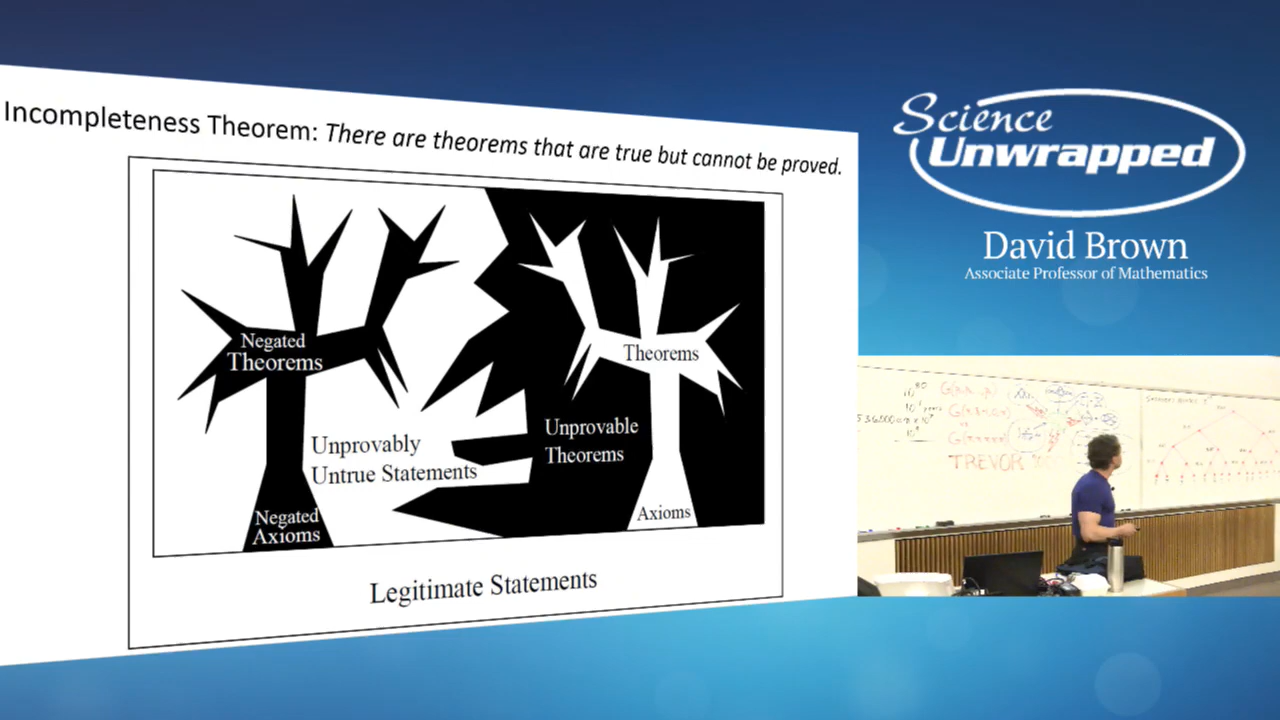 Incompleteness Theorem: There are theorems that are true but cannot be proved.
Negated
Theorems
Unprovably
Untrue Statements
Negated
Axioms
Unprovable
Theorems
Theorems
Axioms
Legitimate Statements
Science
Unwrapped
David Brown
Associate Professor of Mathematics
TREVOR